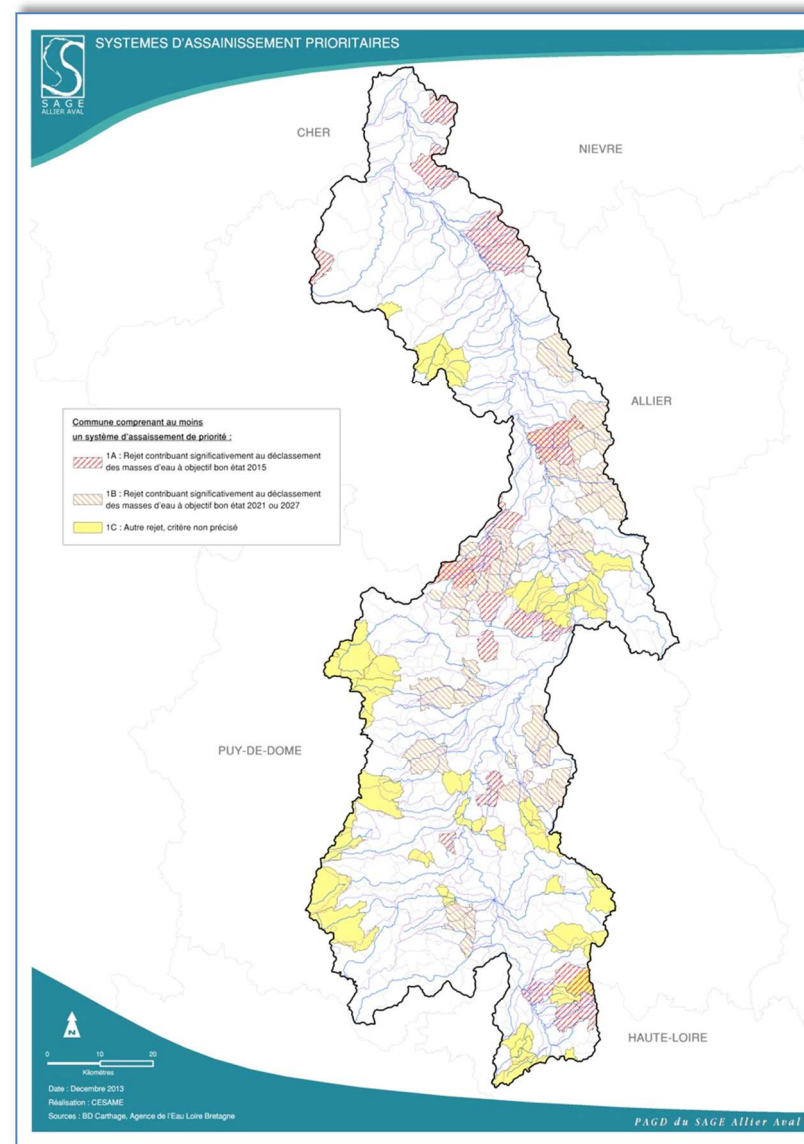 SYSTEMES D'ASSAINISSEMENT PRIORITAIRES
SAGE
ALLIER AVAL
CHER
NIEVRE
ALLIER
Commune comprenant au moins
un système d'assaissement de priorité :
1A : Rejet contribuant significativement au déclassement
des masses d'eau à objectif bon état 2015
1B : Rejet contribuant significativement au déclassement
des masses d'eau à objectif bon état 2021 ou 2027
1C : Autre rejet, critère non précisé
PUY-DE-DOME
HAUTE-LOIRE
N
0 10 20
Kilomètres
Date : Decembre 2013
Réalisation : CESAME
Sources : BD Carthage, Agence de l'Eau Loire Bretagne
PAGD du SAGE Allier Aval